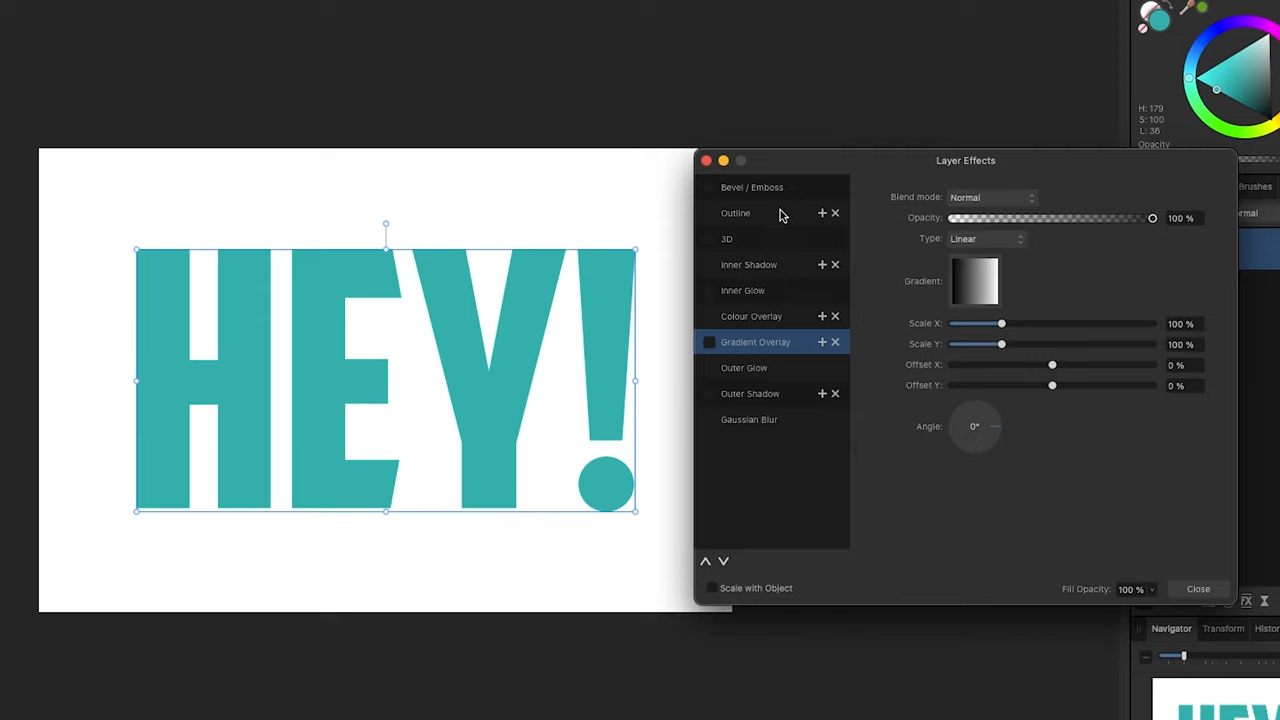 H: 179
S: 100
L: 36
Opacity
Layer Effects
Bevel / Emboss
Outline
3D
Inner Shadow
Inner Glow
Colour Overlay
Gradient Overlay
Outer Glow
Outer Shadow
Gaussian Blur
Blend mode: Normal
Opacity: 100 %
Type: Linear
Gradient:
Scale X: 100 %
Scale Y: 100 %
Offset X: 0 %
Offset Y: 0 %
Angle: 0°
Scale with Object
Fill Opacity: 100 %
Close
HEY!
Brushes
Navigator Transform
HEY